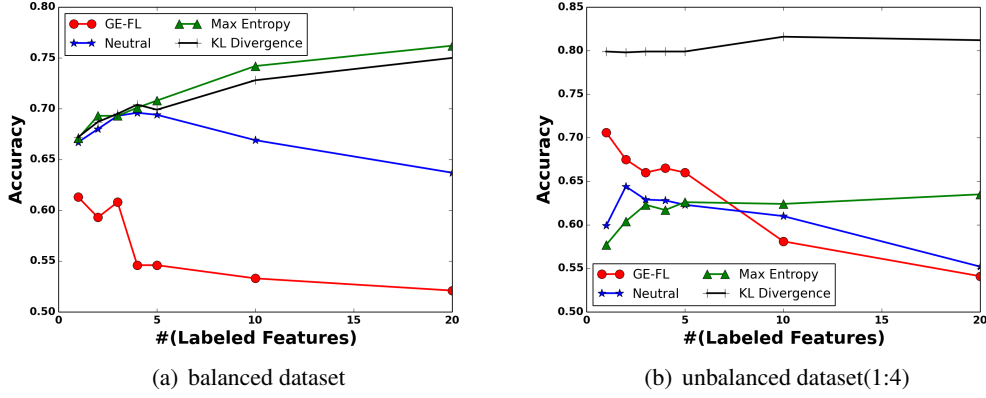 0.80
0.75
0.70
0.65
0.60
0.55
0.50
Accuracy
GE-FL
Neutral
Max Entropy
KL Divergence
0 5 10 15 20
#(Labeled Features)
(a) balanced dataset
0.85
0.80
0.75
0.70
0.65
0.60
0.55
0.50
Accuracy
GE-FL
Neutral
Max Entropy
KL Divergence
0 5 10 15 20
#(Labeled Features)
(b) unbalanced dataset(1:4)